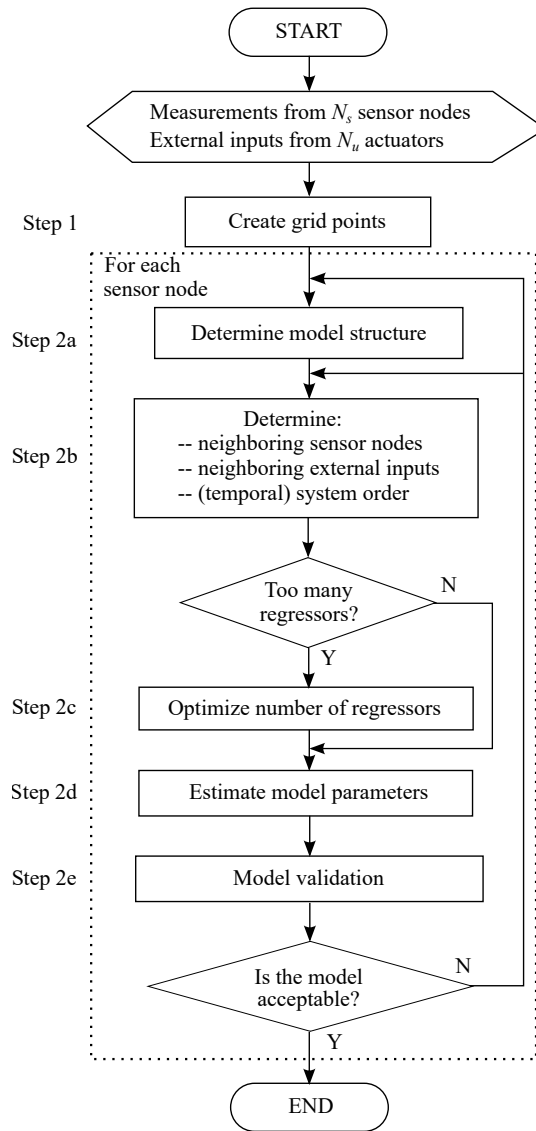 START
Measurements from Ns sensor nodes
External inputs from Nu actuators
Step 1
Create grid points
For each
sensor node
Step 2a
Determine model structure
Step 2b
Determine:
-- neighboring sensor nodes
-- neighboring external inputs
-- (temporal) system order
Too many
regressors?
N
Y
Step 2c
Optimize number of regressors
Step 2d
Estimate model parameters
Step 2e
Model validation
Is the model
acceptable?
N
Y
END